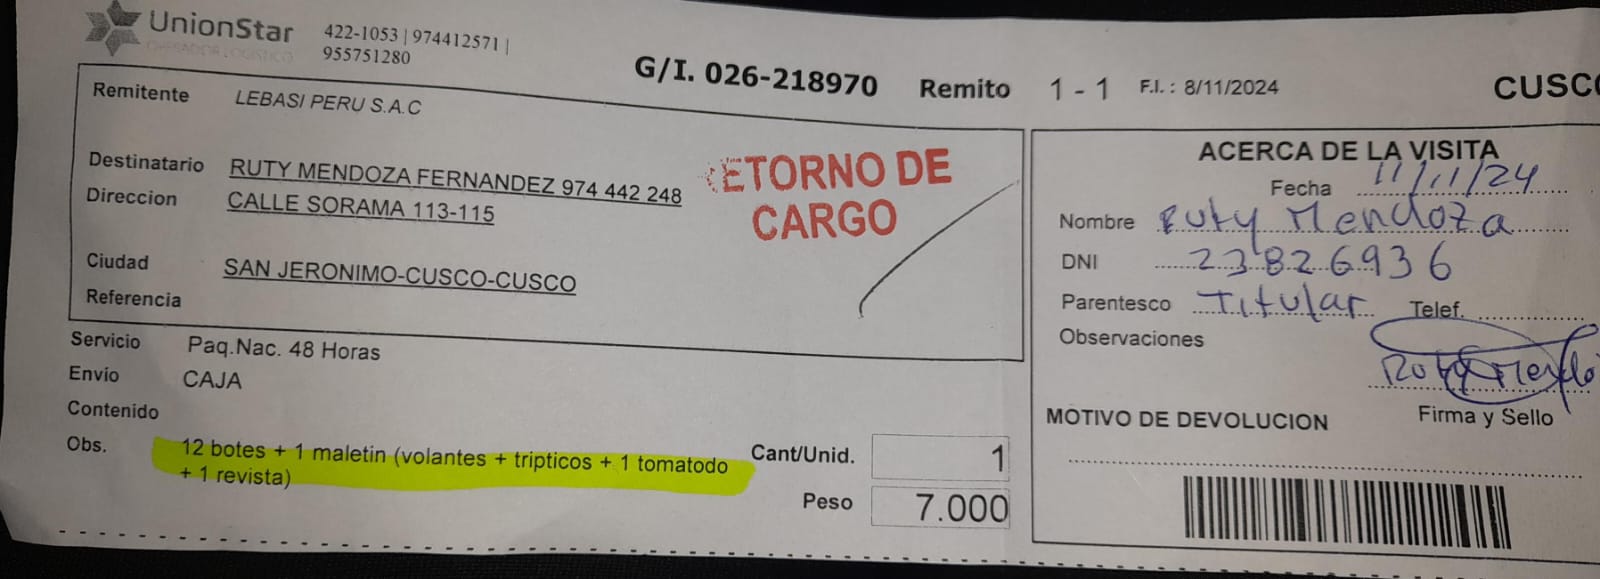 UnionStar
OPERADOR LOGISTICO
422-1053 | 974412571 |
955751280
G/I. 026-218970 Remito 1 - 1 F.I. : 8/11/2024 CUSCO
Remitente LEBASI PERU S.A.C
Destinatario RUTY MENDOZA FERNANDEZ 974 442 248
Direccion CALLE SORAMA 113-115
Ciudad SAN JERONIMO-CUSCO-CUSCO
Referencia
ETORNO DE
CARGO
Servicio Paq.Nac. 48 Horas
Envío CAJA
Contenido
Obs. 12 botes + 1 maletin (volantes + tripticos + 1 tomatodo
+ 1 revista)
Cant/Unid. 1
Peso 7.000
ACERCA DE LA VISITA
Fecha 11/11/24
Nombre Ruty Mendoza
DNI 23826936
Parentesco Titular Telef.
Observaciones
Firma y Sello
MOTIVO DE DEVOLUCION